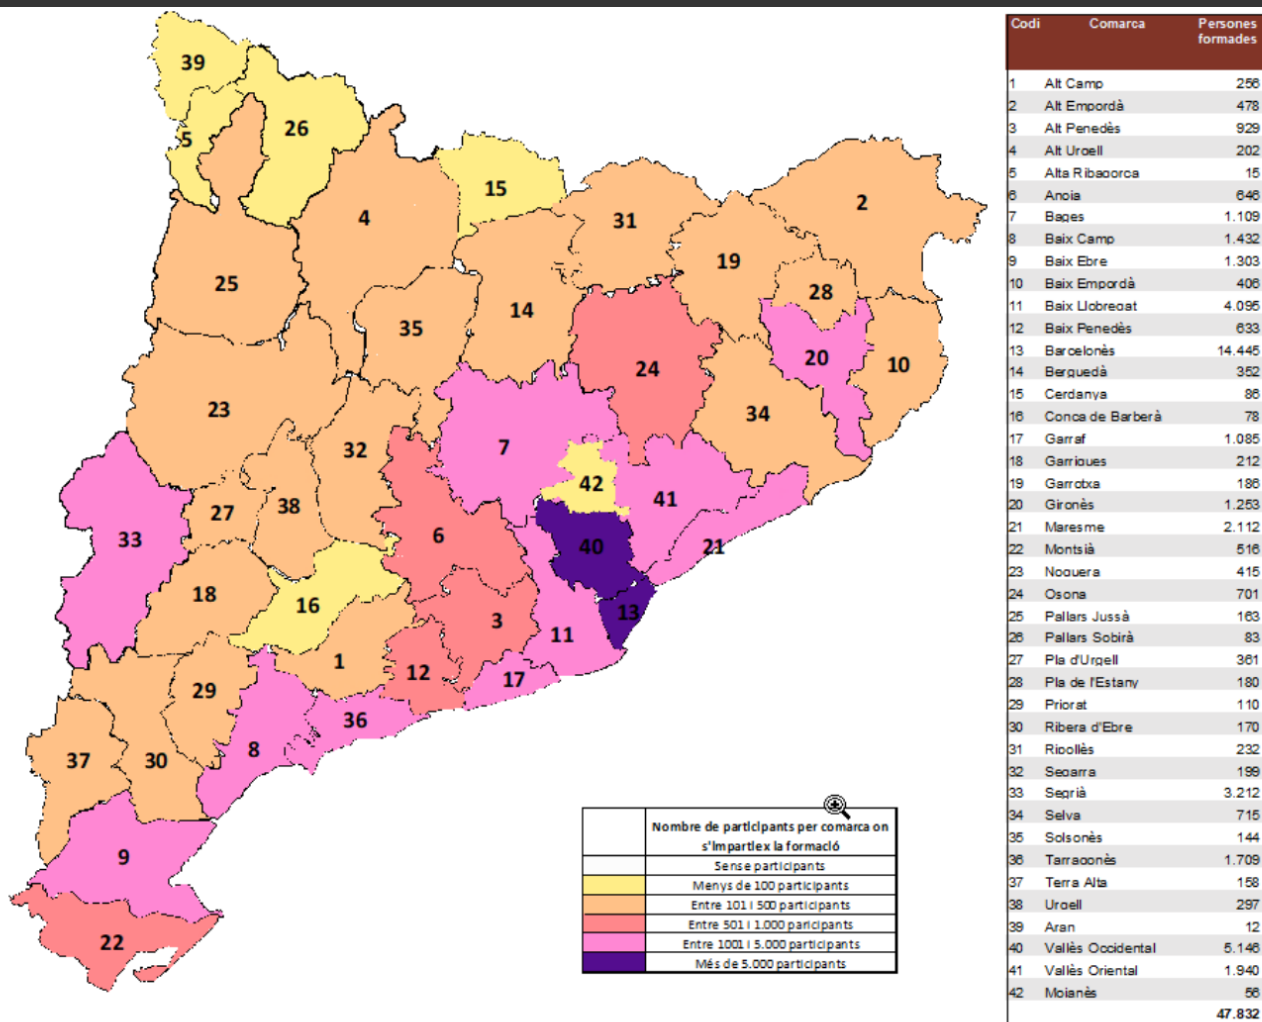 39
26
5
15
4
2
31
19
25
28
14
35
20
10
24
23
34
7
32
42
41
38
27
6
33
40
21
18
16
13
3
11
1
12
17
29
36
8
37
30
9
22
Nombre de participants per comarca on
s'imparteix la formació
Sense participants
Menys de 100 participants
Entre 101 i 500 participants
Entre 501 i 1.000 participants
Entre 1001 i 5.000 participants
Més de 5.000 participants
Codi Comarca Persones
formades
1 Alt Camp 256
2 Alt Empordà 478
3 Alt Penedès 929
4 Alt Urgell 202
5 Alta Ribagorça 15
6 Anoia 646
7 Bages 1.109
8 Baix Camp 1.432
9 Baix Ebre 1.303
10 Baix Empordà 406
11 Baix Llobregat 4.095
12 Baix Penedès 633
13 Barcelonès 14.445
14 Berguedà 352
15 Cerdanya 86
16 Conca de Barberà 78
17 Garraf 1.085
18 Garrigues 212
19 Garrotxa 186
20 Gironès 1.253
21 Maresme 2.112
22 Montsià 516
23 Noguera 415
24 Osona 701
25 Pallars Jussà 163
26 Pallars Sobirà 83
27 Pla d'Urgell 361
28 Pla de l'Estany 180
29 Priorat 110
30 Ribera d'Ebre 170
31 Ripollès 232
32 Segarra 199
33 Segrià 3.212
34 Selva 715
35 Solsonès 144
36 Tarragonès 1.709
37 Terra Alta 158
38 Urgell 297
39 Aran 12
40 Vallès Occidental 5.146
41 Vallès Oriental 1.940
42 Moianès 56
47.832